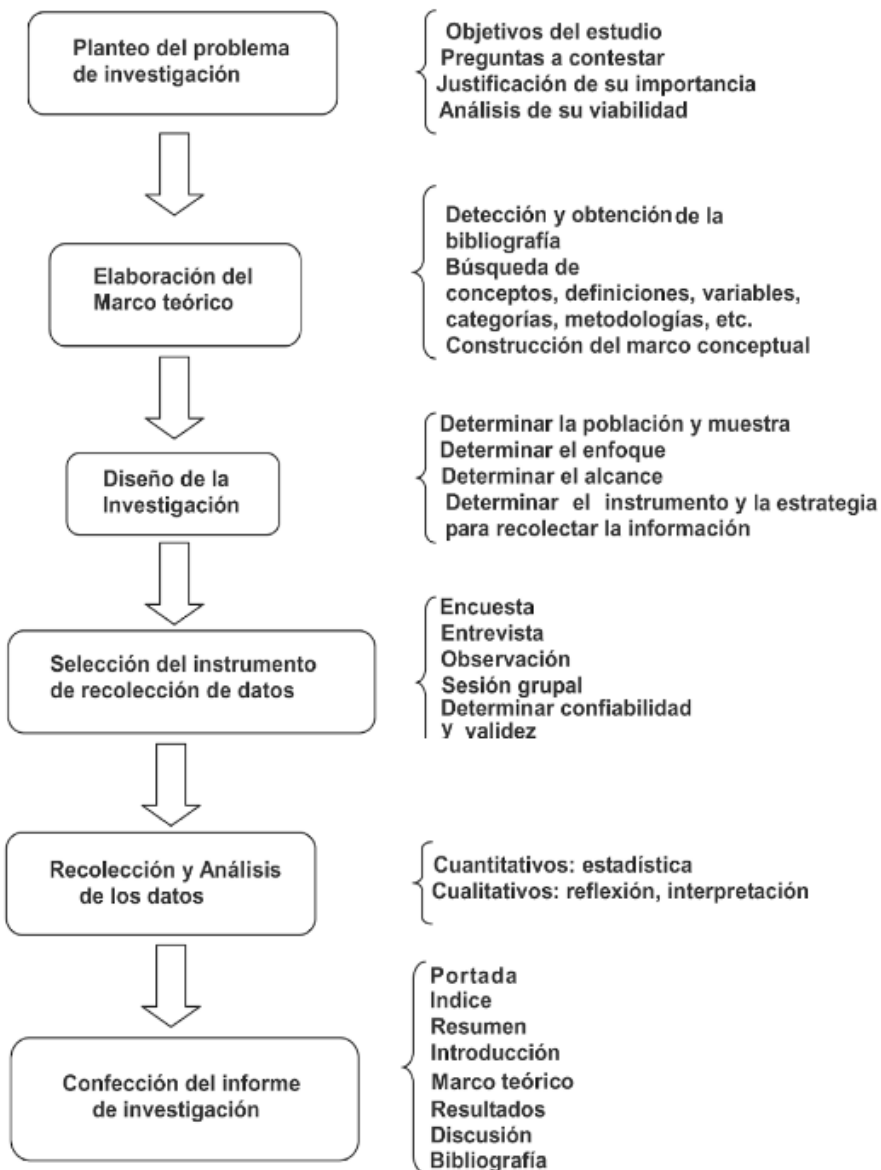 Planteo del problema
de investigación
Objetivos del estudio
Preguntas a contestar
Justificación de su importancia
Análisis de su viabilidad
Elaboración del
Marco teórico
Detección y obtención de la
bibliografía
Búsqueda de
conceptos, definiciones, variables,
categorías, metodologías, etc.
Construcción del marco conceptual
Diseño de la
Investigación
Determinar la población y muestra
Determinar el enfoque
Determinar el alcance
Determinar el instrumento y la estrategia
para recolectar la información
Selección del instrumento
de recolección de datos
Encuesta
Entrevista
Observación
Sesión grupal
Determinar confiabilidad
y validez
Recolección y Análisis
de los datos
Cuantitativos: estadística
Cualitativos: reflexión, interpretación
Confección del informe
de investigación
Portada
Indice
Resumen
Introducción
Marco teórico
Resultados
Discusión
Bibliografía